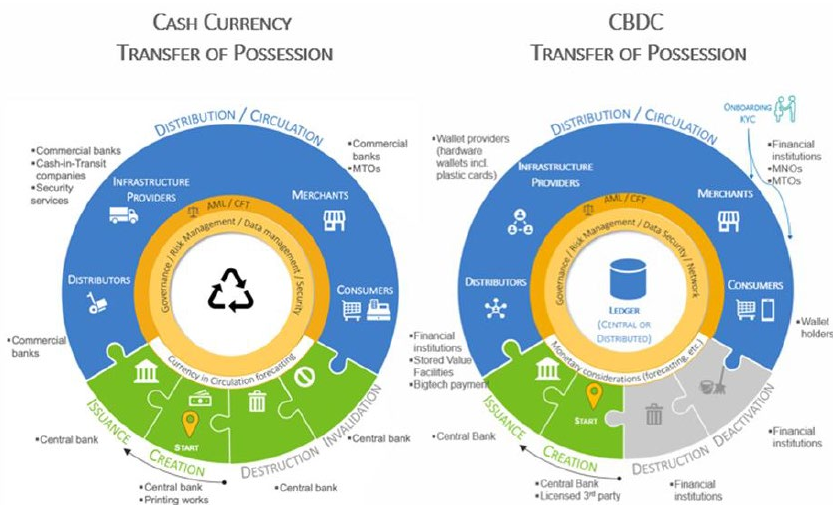 CASH CURRENCY
TRANSFER OF POSSESSION
DISTRIBUTION / CIRCULATION
▪Commercial banks
▪Cash-in-Transit
companies
▪Security
services
▪Commercial
banks
▪MTOs
INFRASTRUCTURE
PROVIDERS
MERCHANTS
AML / CFT
Governance / Risk Management / Data management / Security
DISTRIBUTORS
CONSUMERS
▪Commercial
banks
Currency in Circulation forecasting
ISSUANCE
START
CREATION
DESTRUCTION
INVALIDATION
▪Central bank
▪Central bank
▪Central bank
▪Printing works
▪Central bank
CBDC
TRANSFER OF POSSESSION
DISTRIBUTION / CIRCULATION
ONBOARDING
KYC
▪Wallet providers
(hardware
wallets incl.
plastic cards)
▪Financial
institutions
▪MNOs
▪MTOs
INFRASTRUCTURE
PROVIDERS
MERCHANTS
AML / CFT
Governance / Risk Management / Data Security / Network
DISTRIBUTORS
CONSUMERS
LEDGER
(CENTRAL OR
DISTRIBUTED)
▪Wallet
holders
▪Financial
institutions
▪Stored Value
Facilities
▪Bigtech payment
Monetary considerations (forecasting, etc.)
ISSUANCE
START
CREATION
DESTRUCTION
DEACTIVATION
▪Central Bank
▪Financial
institutions
▪Central Bank
▪Licensed 3rd party
▪Financial
institutions